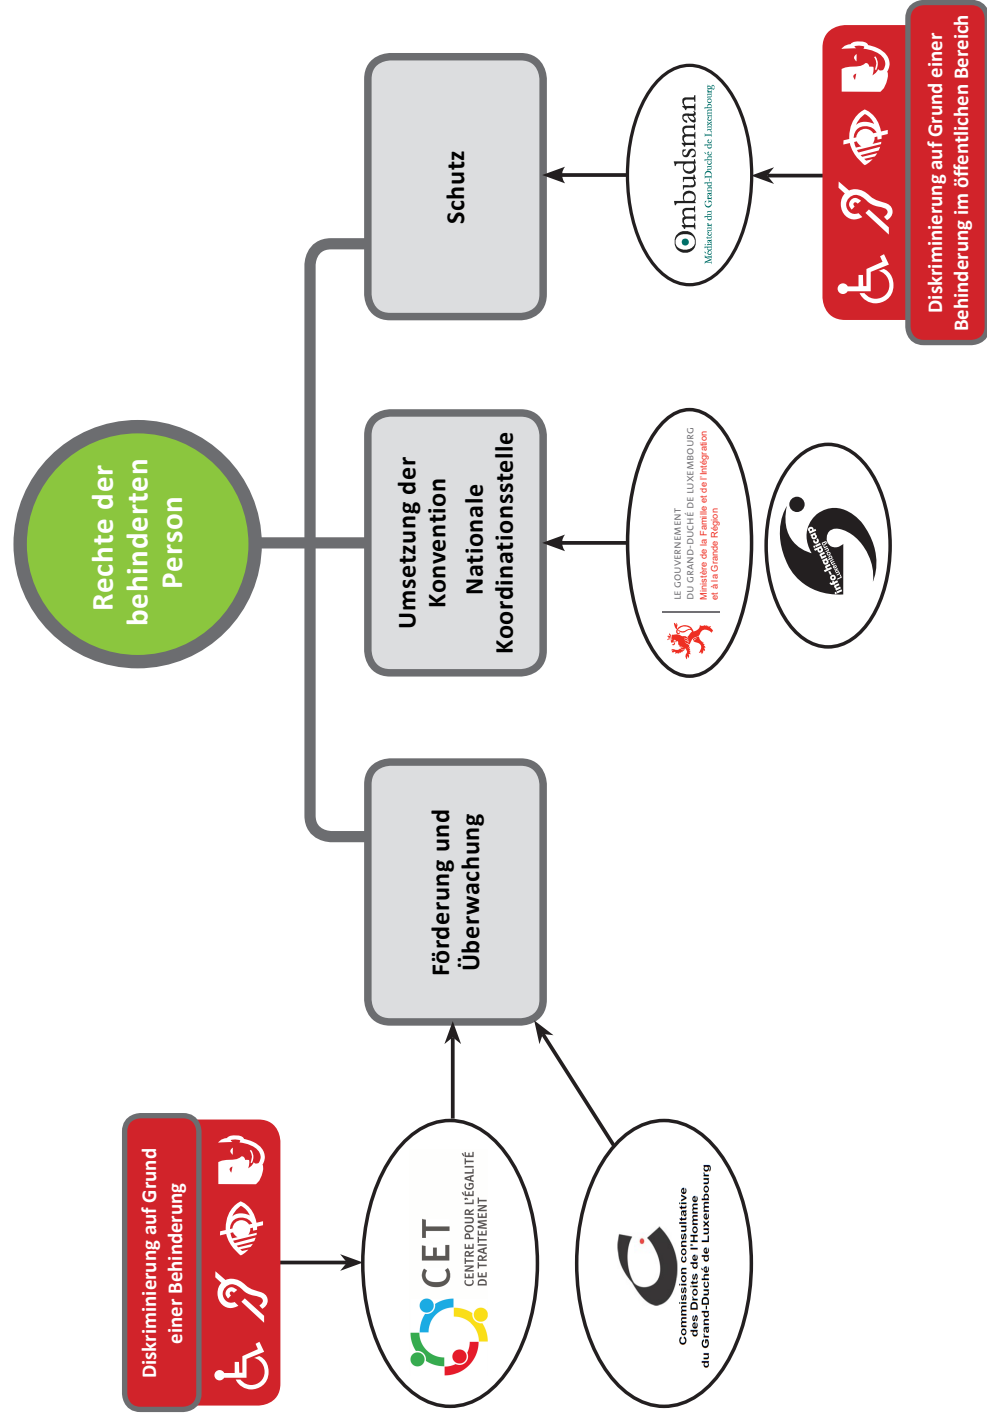 Rechte der
behinderten
Person
Förderung und
Überwachung
Umsetzung der
Konvention
Nationale
Koordinationsstelle
Schutz
Diskriminierung auf Grund
einer Behinderung
CET
CENTRE POUR L'ÉGALITÉ
DE TRAITEMENT
Commission consultative
des Droits de l'Homme
du Grand-Duché de Luxembourg
LE GOUVERNEMENT
DU GRAND-DUCHÉ DE LUXEMBOURG
Ministère de la Famille et de l'Intégration
et à la Grande Région
info-handicap
Luxembourg
Ombudsman
Médiateur du Grand-Duché de Luxembourg
Diskriminierung auf Grund einer
Behinderung im öffentlichen Bereich